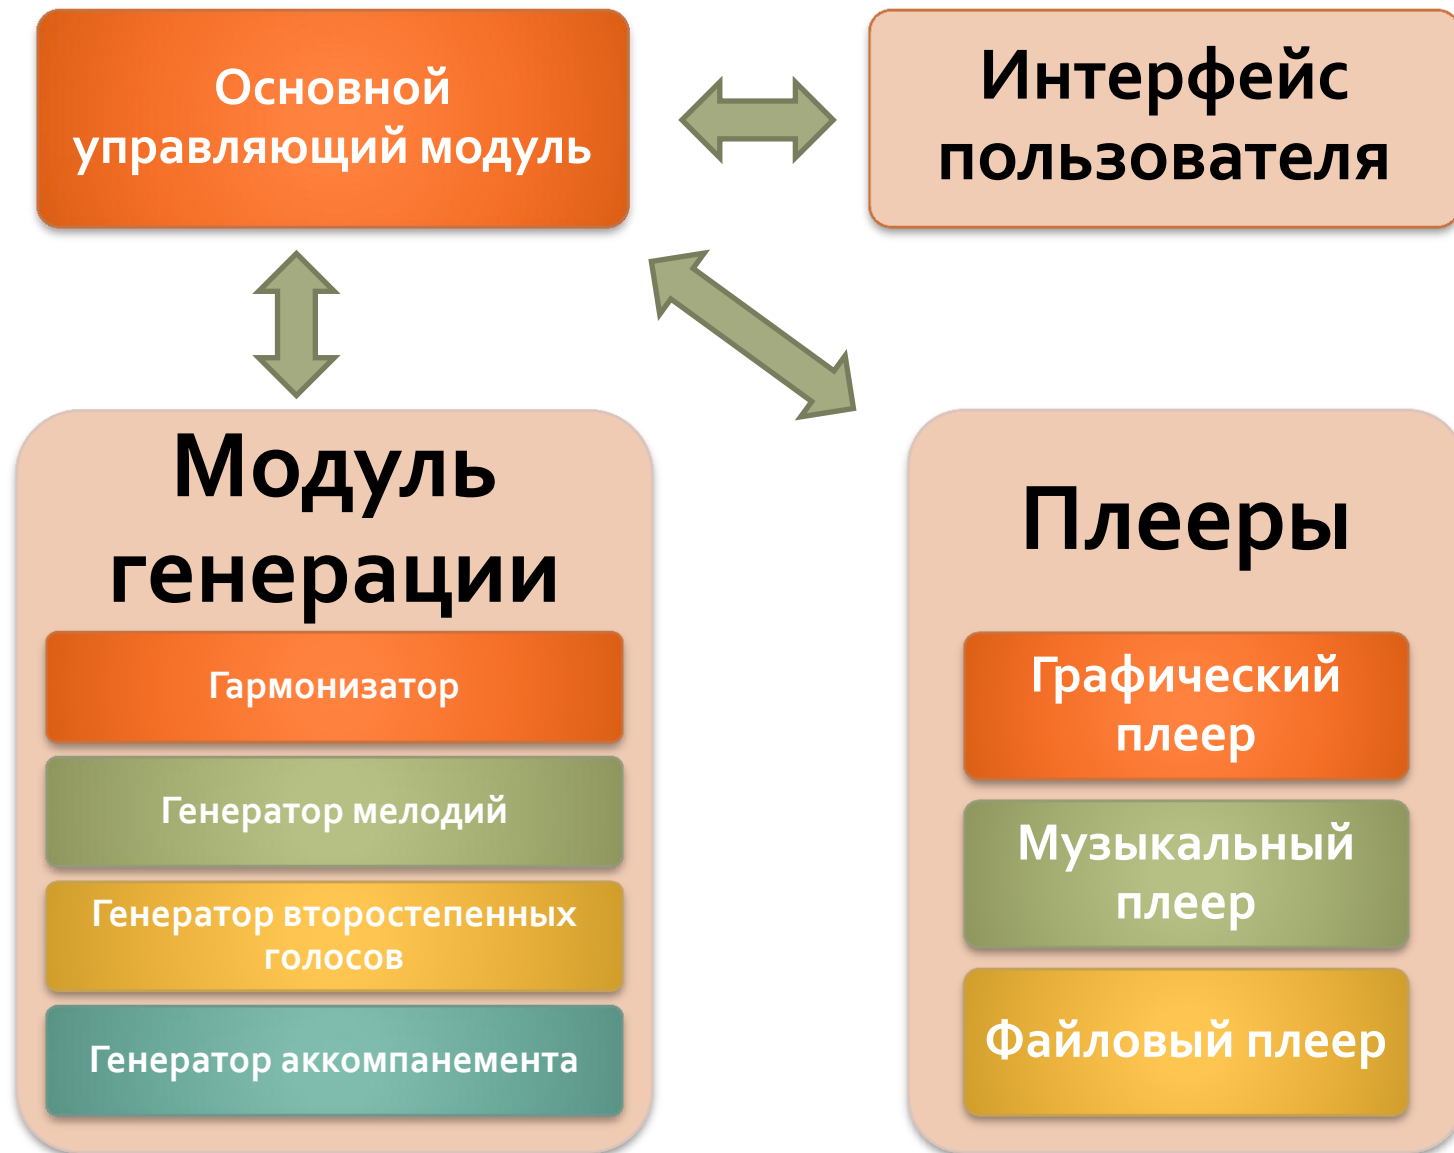 Основной
управляющий модуль
Интерфейс
пользователя
Модуль
генерации
Гармонизатор
Генератор мелодий
Генератор второстепенных
голосов
Генератор аккомпанемента
Плееры
Графический
плеер
Музыкальный
плеер
Файловый плеер